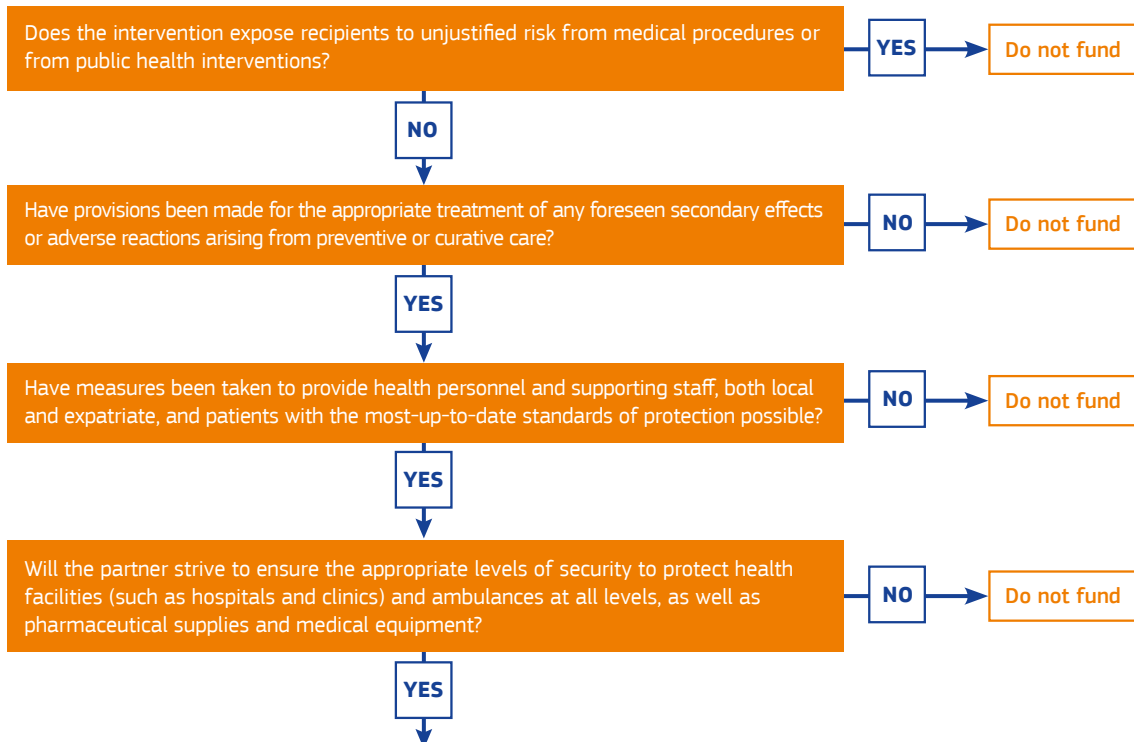 Does the intervention expose recipients to unjustified risk from medical procedures or
from public health interventions?
YES
Do not fund
NO
Have provisions been made for the appropriate treatment of any foreseen secondary effects
or adverse reactions arising from preventive or curative care?
NO
Do not fund
YES
Have measures been taken to provide health personnel and supporting staff, both local
and expatriate, and patients with the most-up-to-date standards of protection possible?
NO
Do not fund
YES
Will the partner strive to ensure the appropriate levels of security to protect health
facilities (such as hospitals and clinics) and ambulances at all levels, as well as
pharmaceutical supplies and medical equipment?
NO
Do not fund
YES